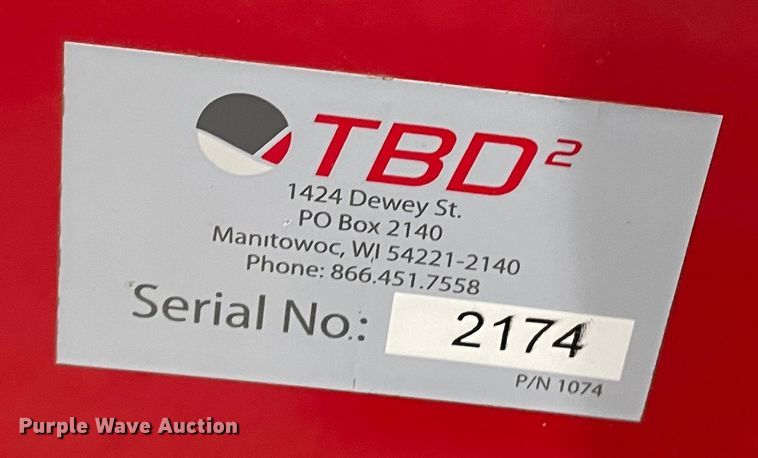 TBD²
1424 Dewey St.
PO Box 2140
Manitowoc, WI 54221-2140
Phone: 866.451.7558
Serial No.: 2174
P/N 1074
Purple Wave Auction